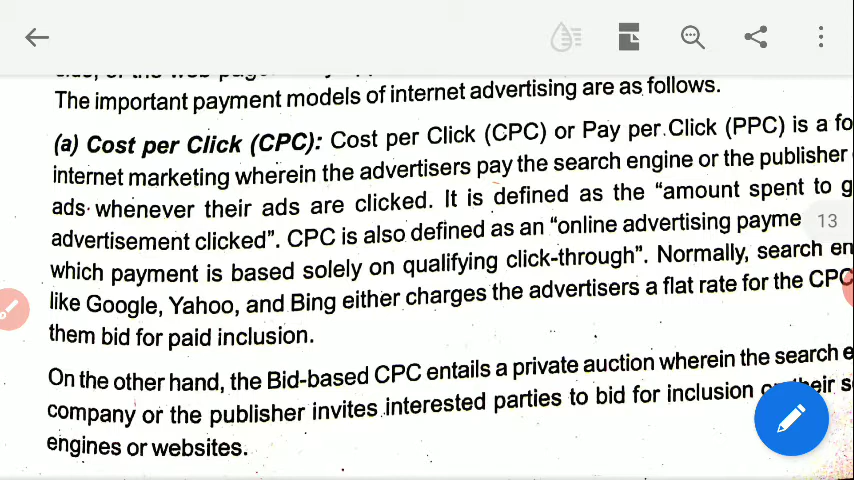 The important payment models of internet advertising are as follows.
(a) Cost per Click (CPC): Cost per Click (CPC) or Pay per Click (PPC) is a
internet marketing wherein the advertisers pay the search engine or the publisher
ads whenever their ads are clicked. It is defined as the "amount spent to
advertisement clicked". CPC is also defined as an "online advertising
13
which payment is based solely on qualifying click-through". Normally, search
like Google, Yahoo, and Bing either charges the advertisers a flat rate for the CPC
them bid for paid inclusion.
On the other hand, the Bid-based CPC entails a private auction wherein the search
company or the publisher invites interested parties to bid for inclusion
engines or websites.